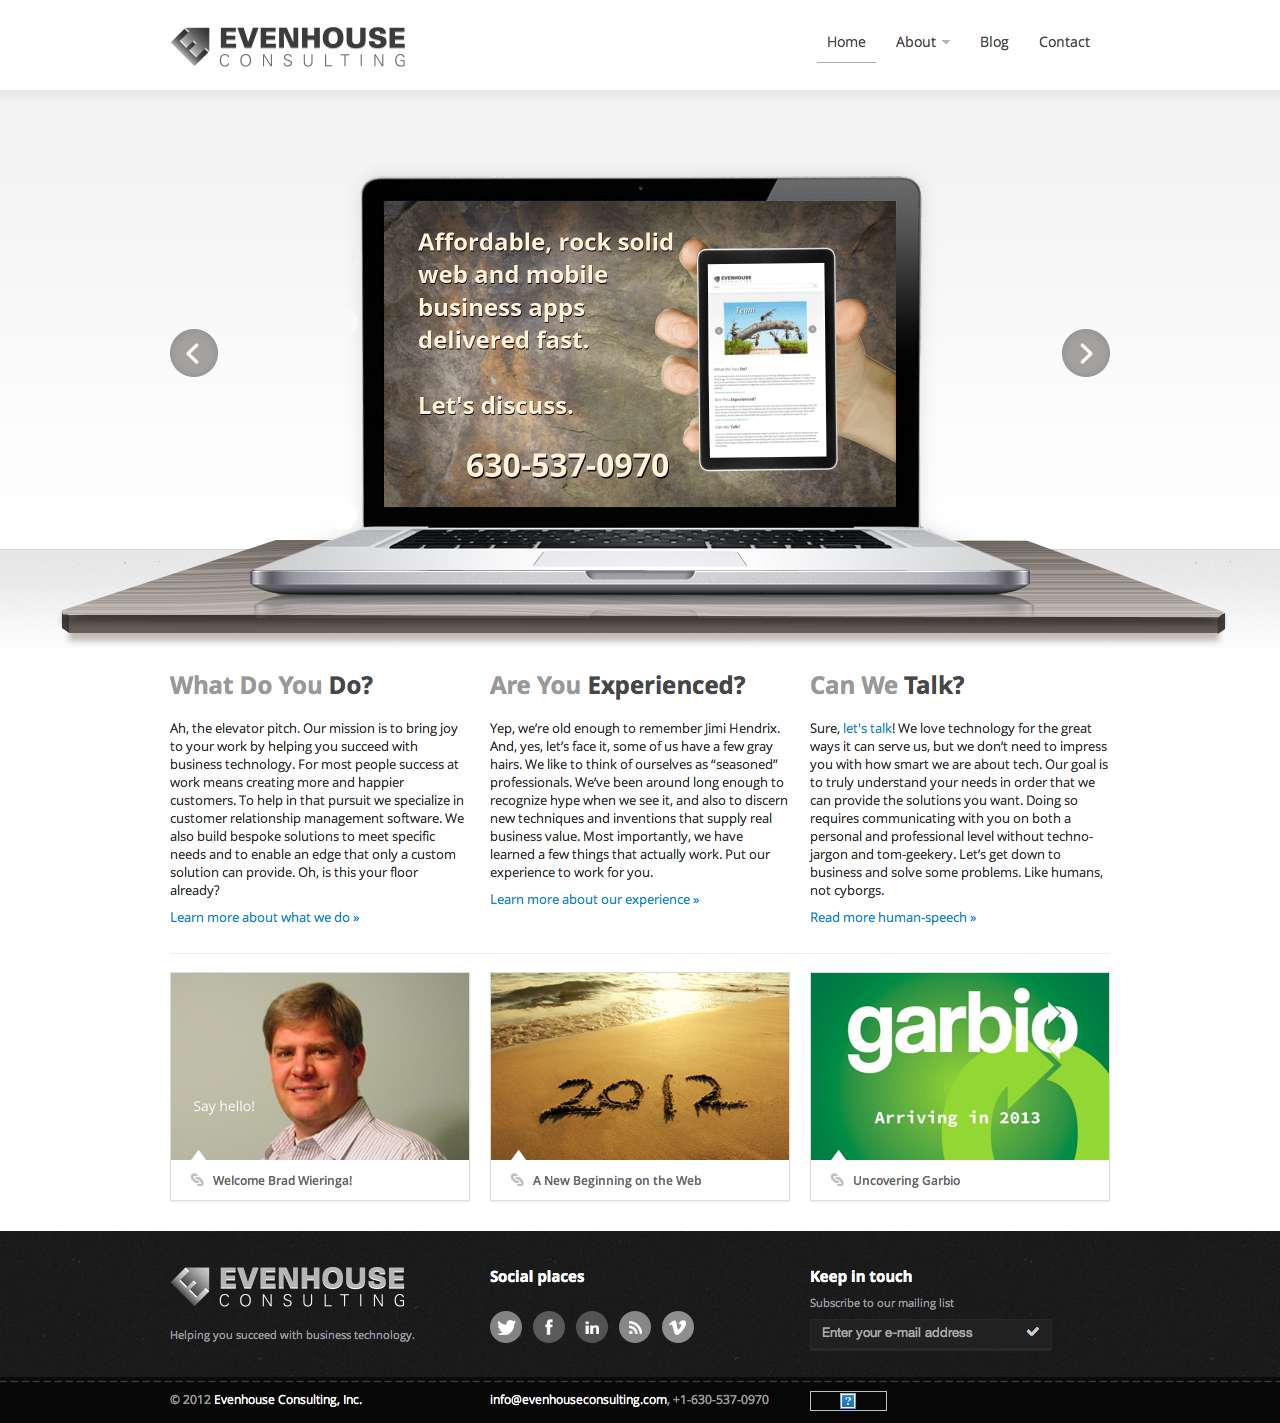 EVENHOUSE
CONSULTING
Home About Blog Contact
Affordable, rock solid
web and mobile
business apps
delivered fast.
Let's discuss.
630-537-0970
EVENHOUSE
Team
What Do You Do?
Are You Experienced?
Can We Talk?
What Do You Do?
Ah, the elevator pitch. Our mission is to bring joy
to your work by helping you succeed with
business technology. For most people success at
work means creating more and happier
customers. To help in that pursuit we specialize in
customer relationship management software. We
also build bespoke solutions to meet specific
needs and to enable an edge that only a custom
solution can provide. Oh, is this your floor
already?
Learn more about what we do »
Are You Experienced?
Yep, we’re old enough to remember Jimi Hendrix.
And, yes, let’s face it, some of us have a few gray
hairs. We like to think of ourselves as “seasoned”
professionals. We’ve been around long enough to
recognize hype when we see it, and also to discern
new techniques and inventions that supply real
business value. Most importantly, we have
learned a few things that actually work. Put our
experience to work for you.
Learn more about our experience »
Can We Talk?
Sure, let's talk! We love technology for the great
ways it can serve us, but we don’t need to impress
you with how smart we are about tech. Our goal is
to truly understand your needs in order that we
can provide the solutions you want. Doing so
requires communicating with you on both a
personal and professional level without techno-
jargon and tom-geekery. Let’s get down to
business and solve some problems. Like humans,
not cyborgs.
Read more human-speech »
Say hello!
Welcome Brad Wieringa!
2012
A New Beginning on the Web
garbio
Arriving in 2013
Uncovering Garbio
EVENHOUSE
CONSULTING
Helping you succeed with business technology.
Social places
Keep in touch
Subscribe to our mailing list
Enter your e-mail address
© 2012 Evenhouse Consulting, Inc.
info@evenhouseconsulting.com, +1-630-537-0970